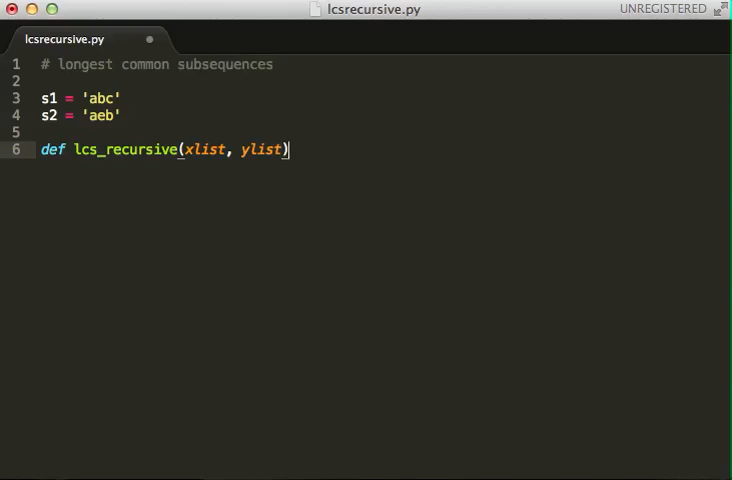 lcsrecursive.py
UNREGISTERED
lcsrecursive.py
1 # longest common subsequences
2
3 s1 = 'abc'
4 s2 = 'aeb'
5
6 def lcs_recursive(xlist, ylist)